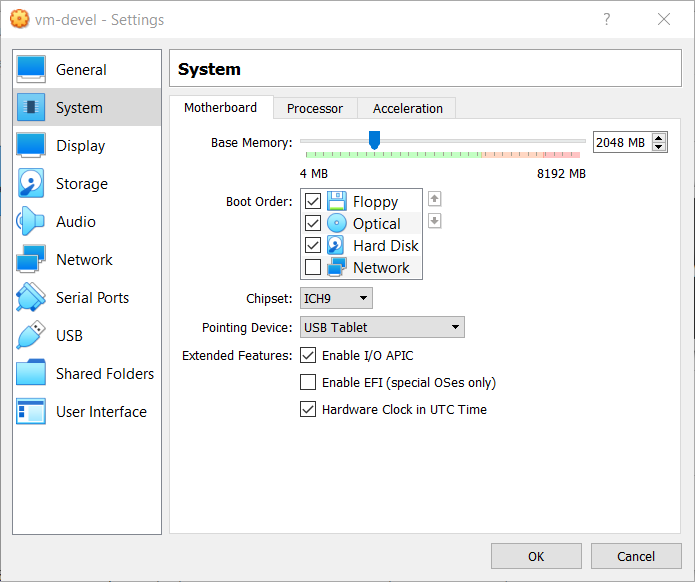 vm-devel - Settings
?
General
System
Display
Storage
Audio
Network
Serial Ports
USB
Shared Folders
User Interface
System
Motherboard Processor Acceleration
Base Memory: 2048 MB
4 MB 8192 MB
Boot Order: Floppy
Optical
Hard Disk
Network
Chipset: ICH9
Pointing Device: USB Tablet
Extended Features: Enable I/O APIC
Enable EFI (special OSes only)
Hardware Clock in UTC Time
OK Cancel